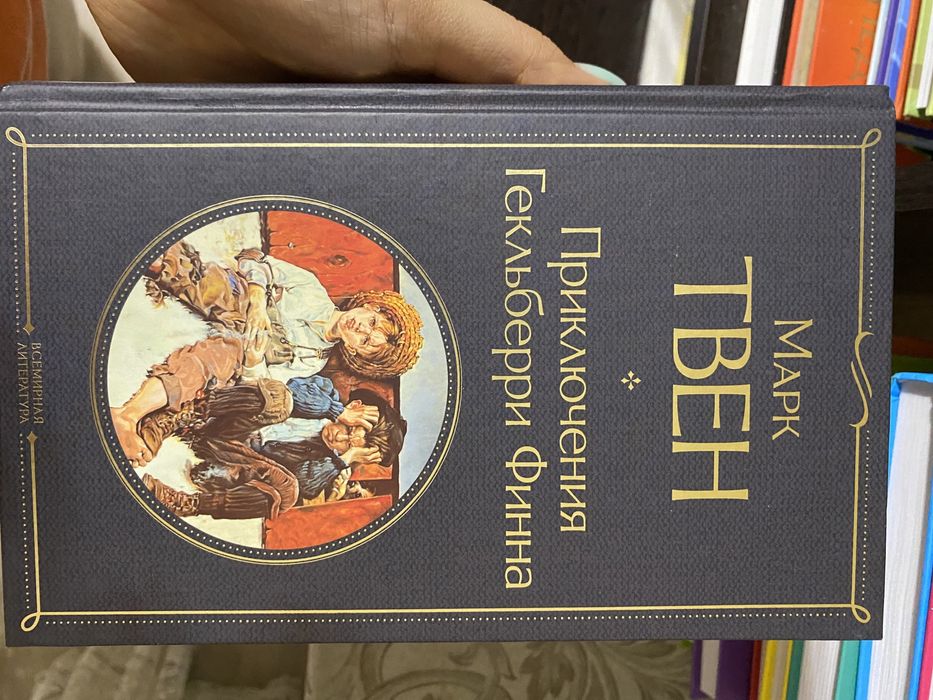 Марк
ТВЕН
Приключения
Гекльберри Финна
ВСЕМИРНАЯ
ЛИТЕРАТУРА